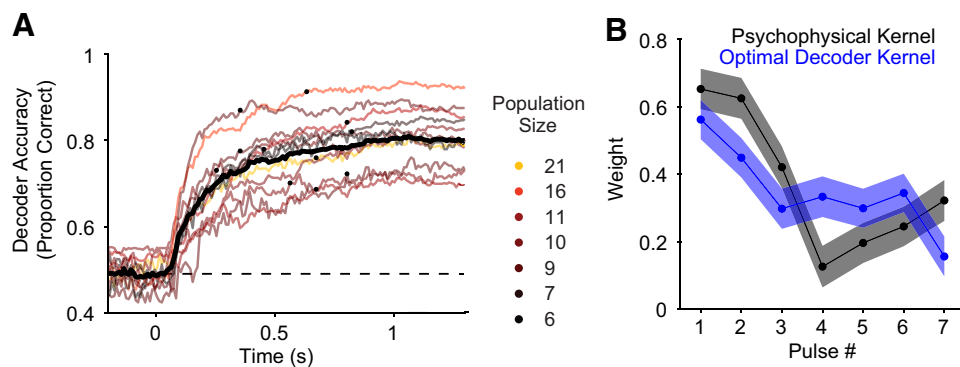 A
Decoder Accuracy
(Proportion Correct)
1
0.8
0.6
0.4
0
0.5
1
Time (s)
Population
Size
21
16
11
10
9
7
6
B
Psychophysical Kernel
Optimal Decoder Kernel
Weight
0.8
0.6
0.4
0.2
0
1 2 3 4 5 6 7
Pulse #